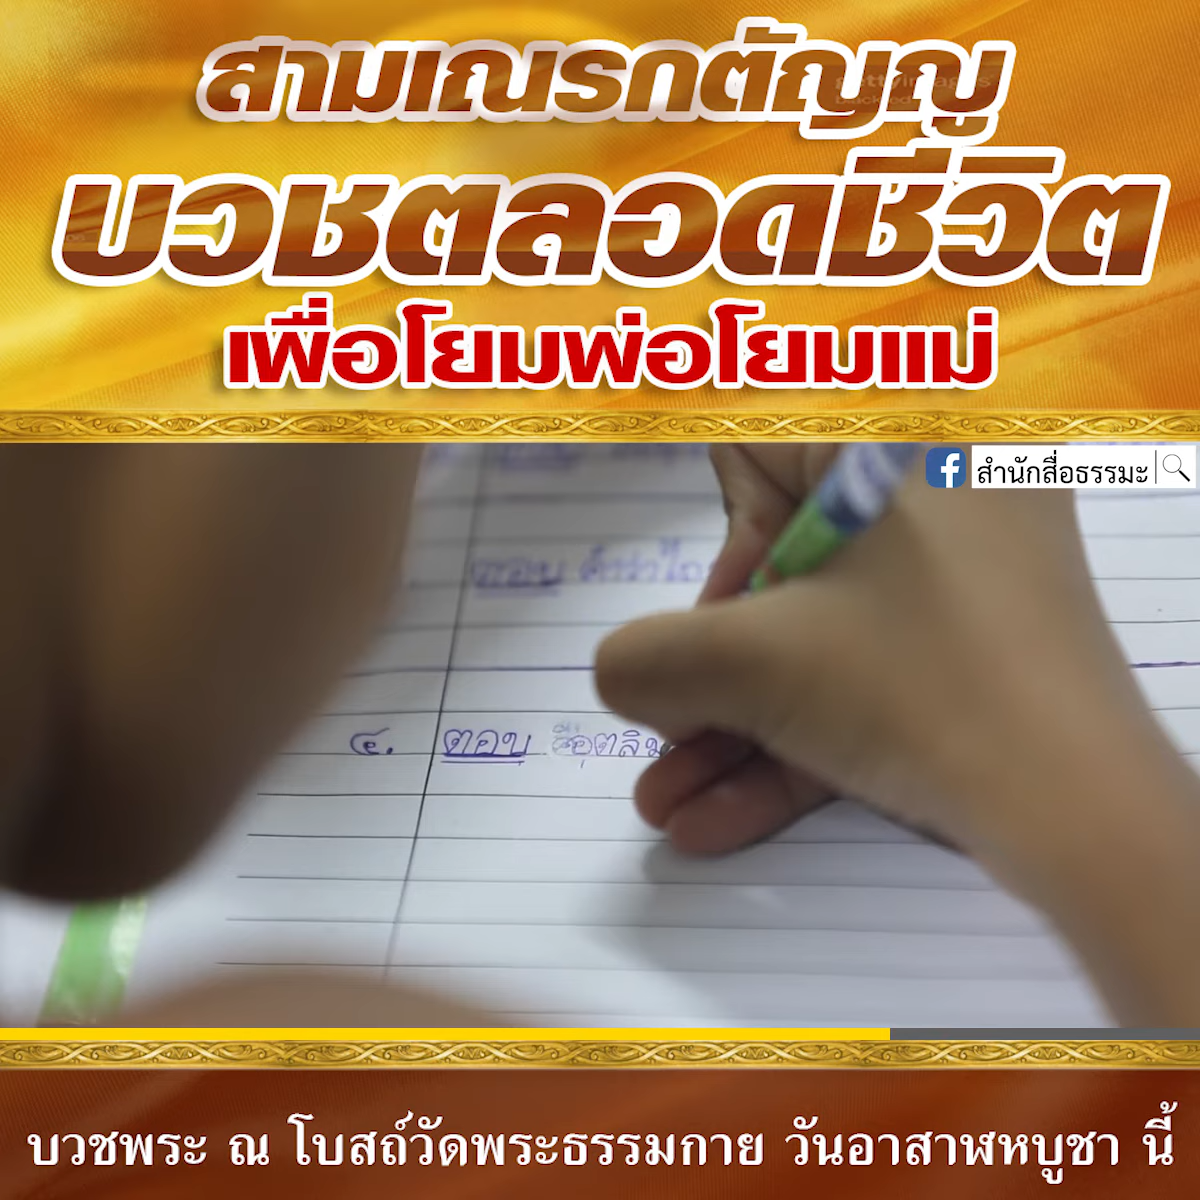 สามเณรกตัญญู
บวชตลอดชีวิต
เพื่อโยมพ่อโยมแม่
สำนักสื่อธรรมะ
ตอบ
๔. ตอบ
บวชพระ ณ โบสถ์วัดพระธรรมกาย วันอาสาฬหบูชา นี้